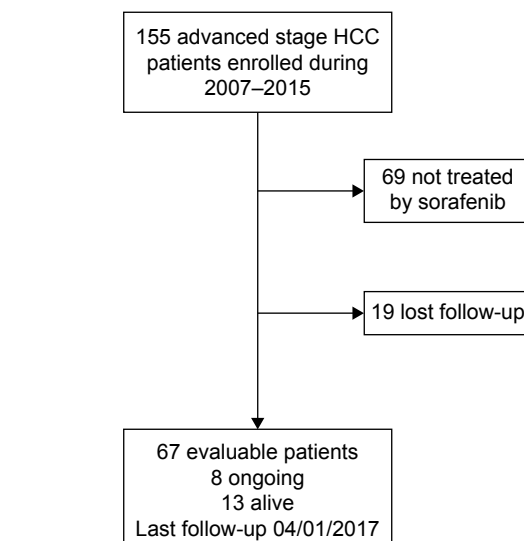 155 advanced stage HCC
patients enrolled during
2007–2015
69 not treated
by sorafenib
19 lost follow-up
67 evaluable patients
8 ongoing
13 alive
Last follow-up 04/01/2017